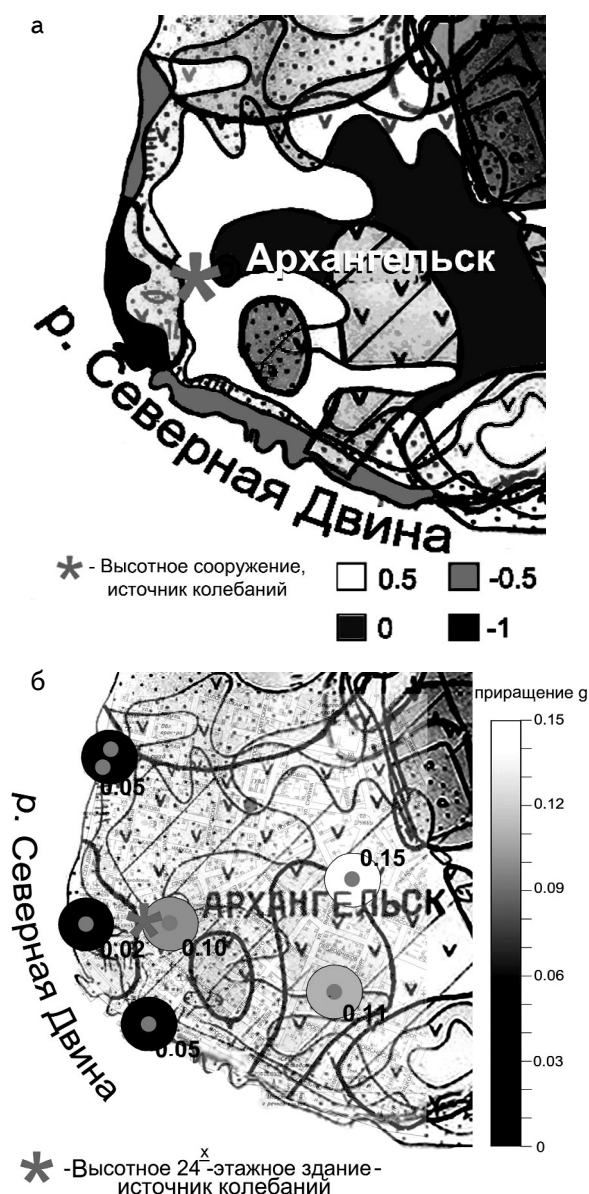 а
Архангельск
р. Северная Двина
* - Высотное сооружение,
источник колебаний
0.5
-0.5
0
-1
б
приращение g
0.15
0.12
0.09
0.06
0.03
0
0.05
р. Северная Двина
0.15
АРХАНГЕЛЬСК
0.02
0.10
0.11
0.05
* -Высотное 24х-этажное здание-
источник колебаний